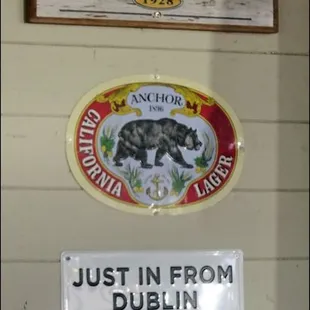 1928
ANCHOR
1896
CALIFORNIA
LAGER
JUST IN FROM
DUBLIN